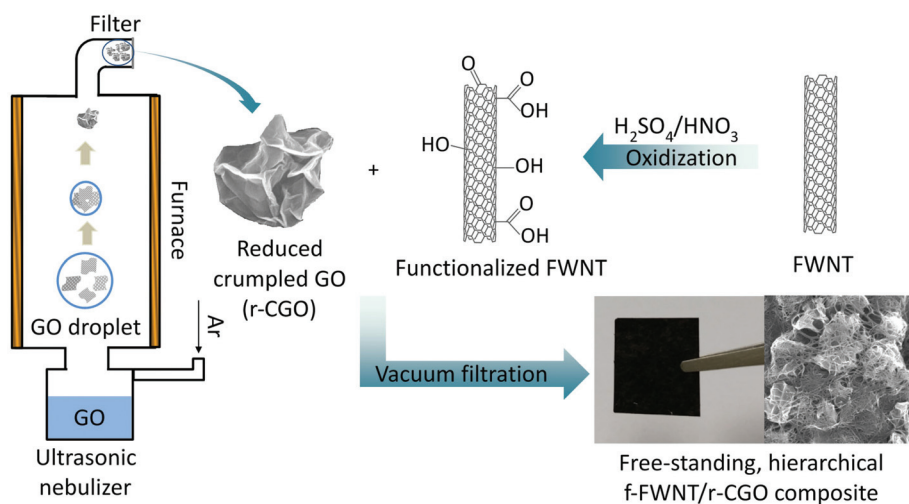 Filter
Furnace
GO droplet
Ar
GO
Ultrasonic
nebulizer
Reduced
crumpled GO
(r-CGO)
+
O
O
OH
HO
OH
O
OH
Functionalized FWNT
H₂SO₄/HNO₃
Oxidization
FWNT
Vacuum filtration
Free-standing, hierarchical
f-FWNT/r-CGO composite